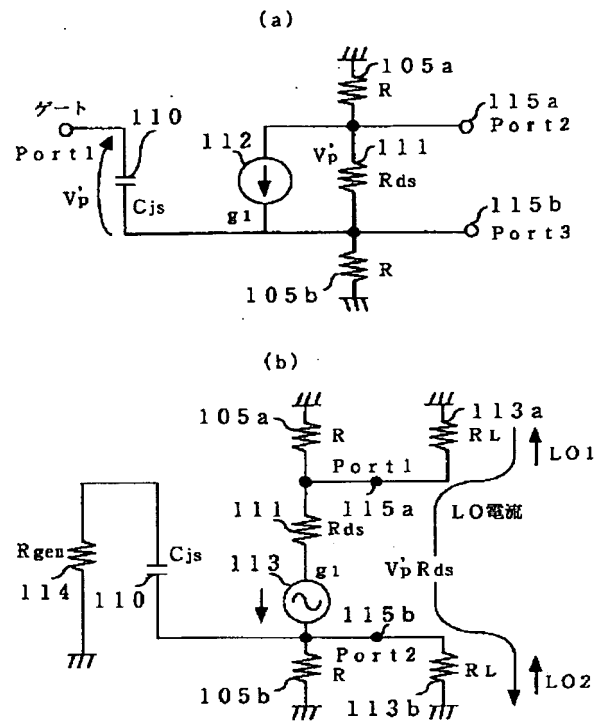 (a)
105a
R
ゲート
110
115a
Port2
112
V'p
111
Port1
V'p
Cjs
g1
Rds
115b
Port3
105b
R
(b)
105a
R
113a
RL
LO1
Port1
115a
LO電流
111
Rds
Rgen
114
110
Cjs
113
g1
V'pRds
115b
Port2
105b
R
RL
113b
LO2